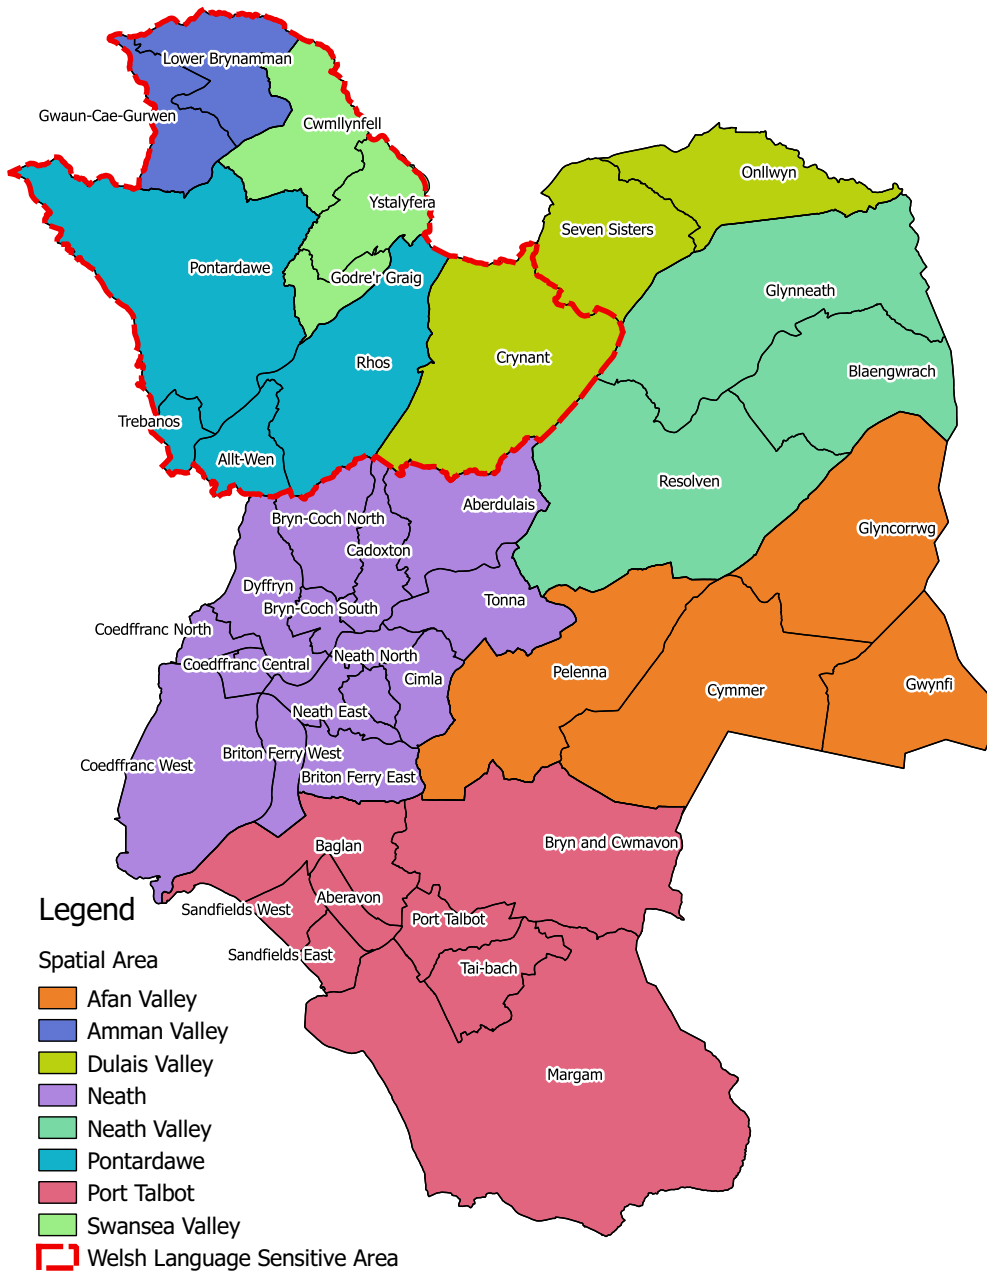 Lower Brynamman
Gwaun-Cae-Gurwen
Cwmllynfell
Onllwyn
Ystalyfera
Seven Sisters
Pontardawe
Godre'r Graig
Glynneath
Rhos
Crynant
Blaengwrach
Trebanos
Allt-Wen
Resolven
Aberdulais
Bryn-Coch North
Glyncorrwg
Cadoxton
Dyffryn
Tonna
Bryn-Coch South
Coedffranc North
Neath North
Coedffranc Central
Pelenna
Cimla
Gwynfi
Cymmer
Neath East
Briton Ferry West
Coedffranc West
Briton Ferry East
Baglan
Bryn and Cwmavon
Aberavon
Sandfields West
Port Talbot
Sandfields East
Tai-bach
Margam
Legend
Spatial Area
Afan Valley
Amman Valley
Dulais Valley
Neath
Neath Valley
Pontardawe
Port Talbot
Swansea Valley
Welsh Language Sensitive Area